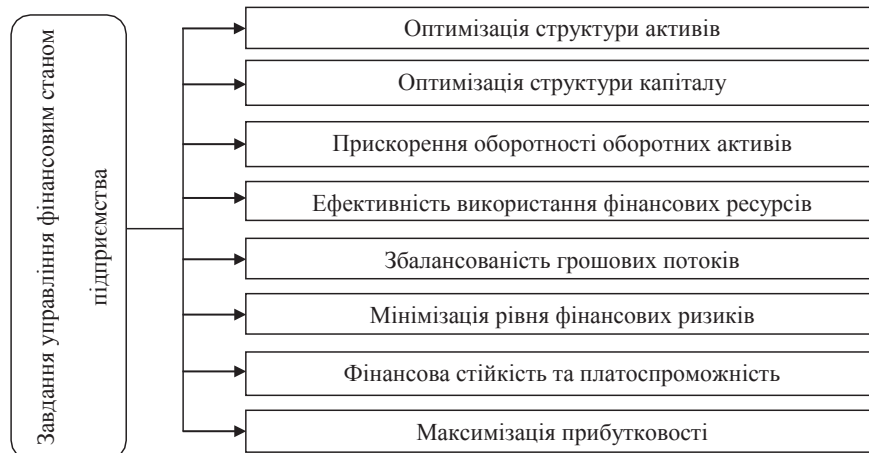 Завдання управління фінансовим станом
підприємства
Оптимізація структури активів
Оптимізація структури капіталу
Прискорення оборотності оборотних активів
Ефективність використання фінансових ресурсів
Збалансованість грошових потоків
Мінімізація рівня фінансових ризиків
Фінансова стійкість та платоспроможність
Максимізація прибутковості